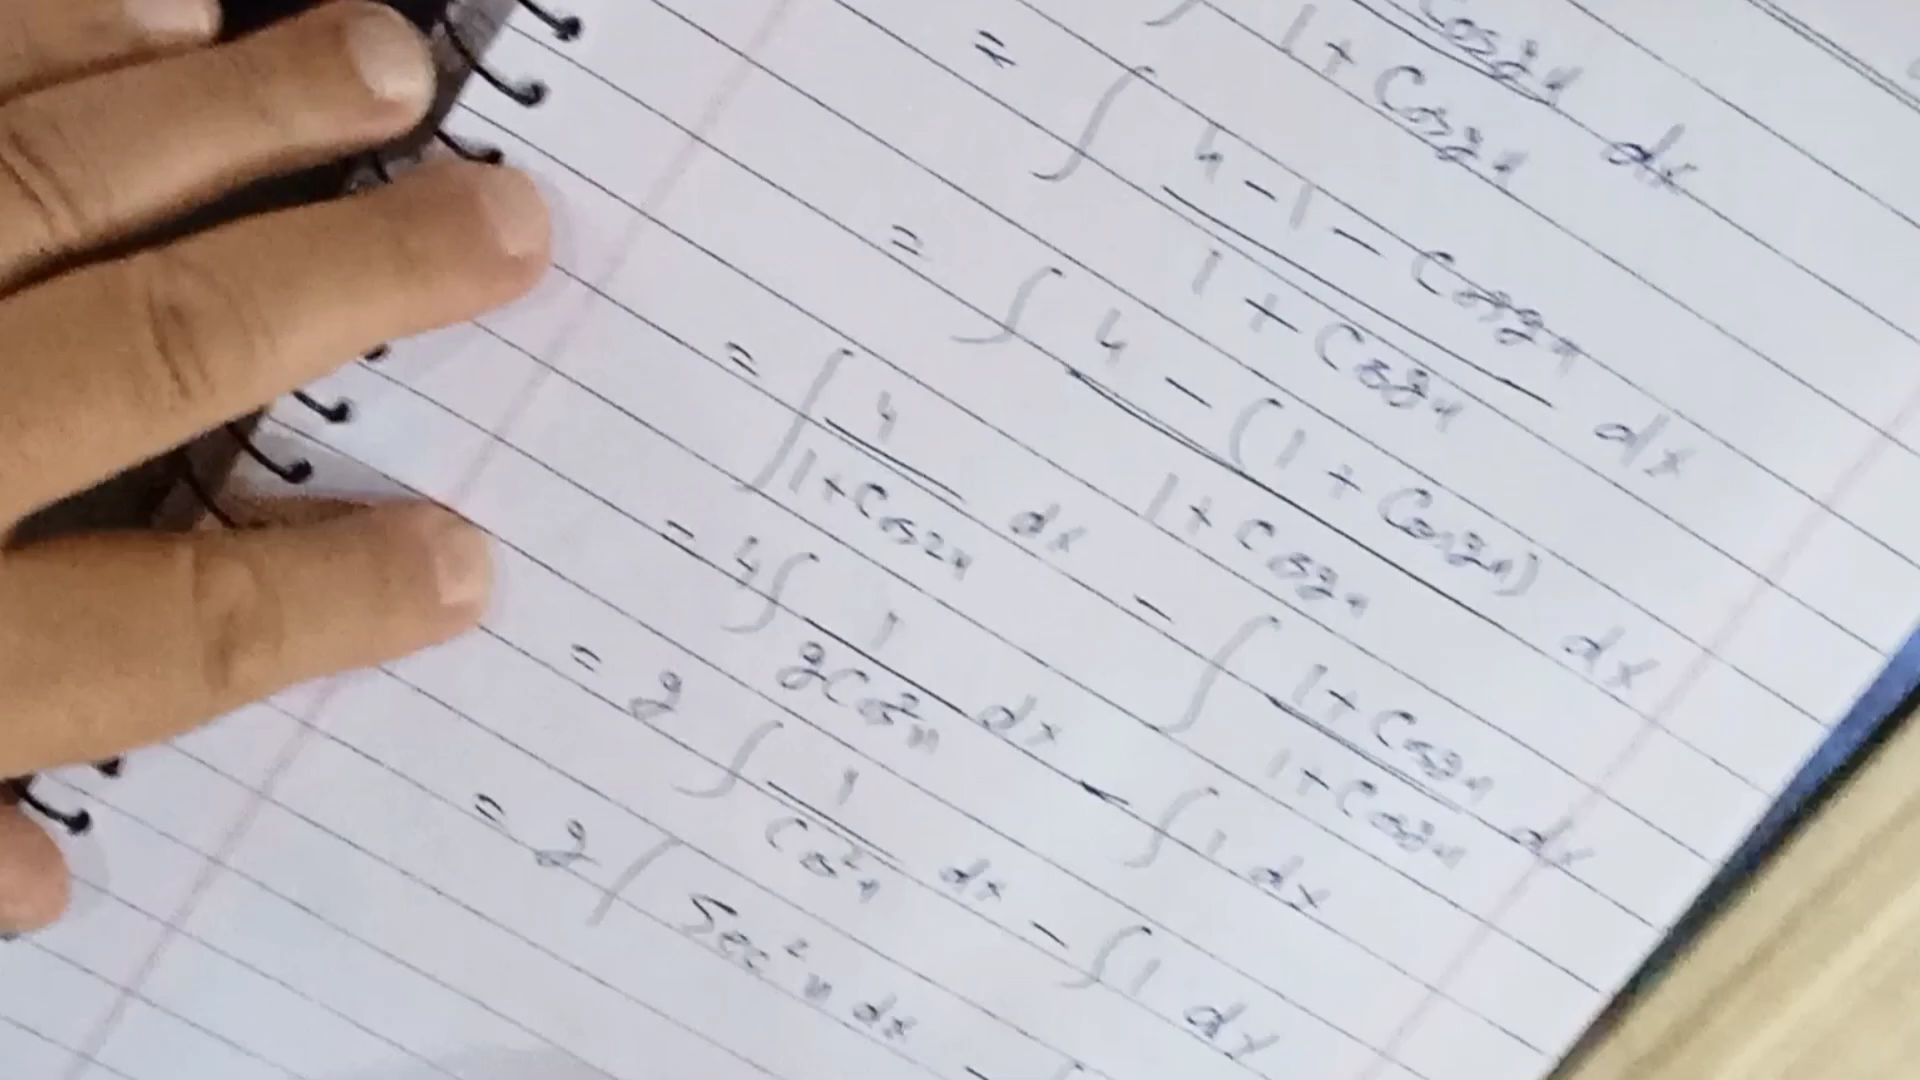 ∫ Cos2x / 1 + Cos2x dx
= ∫ 4 - 1 - Cos2x / 1 + Cos2x dx
= ∫ 4 - (1 + Cos2x) / 1 + Cos2x dx
= ∫ 4 / 1 + Cos2x dx - ∫ 1 + Cos2x / 1 + Cos2x dx
= 4 ∫ 1 / 2Cos²x dx - ∫ 1 dx
= 2 ∫ 1 / Cos²x dx - ∫ 1 dx
= 2 ∫ Sec²x dx -